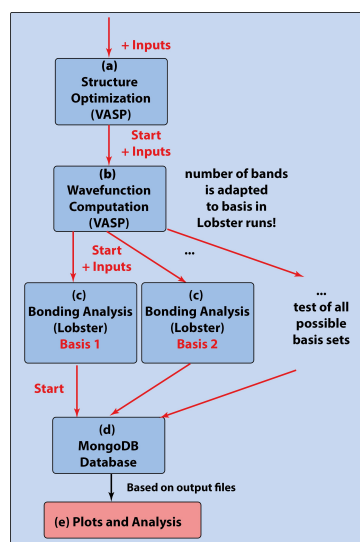 + Inputs
(a)
Structure
Optimization
(VASP)
Start
+ Inputs
(b)
Wavefunction
Computation
(VASP)
number of bands
is adapted
to basis in
Lobster runs!
Start
+ Inputs
...
(c)
Bonding Analysis
(Lobster)
Basis 1
(c)
Bonding Analysis
(Lobster)
Basis 2
...
test of all
possible
basis sets
Start
(d)
MongoDB
Database
Based on output files
(e) Plots and Analysis